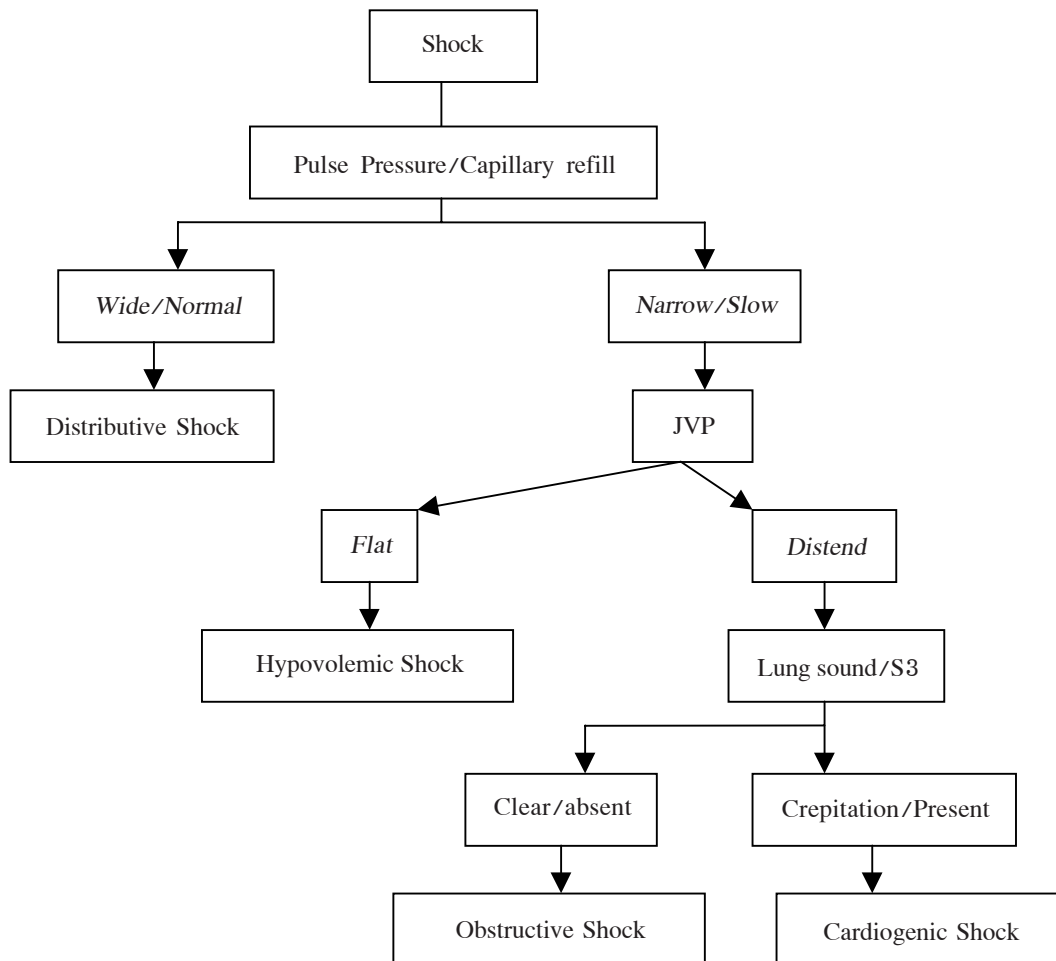 Shock
Pulse Pressure/Capillary refill
Wide/Normal
Narrow/Slow
Distributive Shock
JVP
Flat
Distend
Hypovolemic Shock
Lung sound/S3
Clear/absent
Crepitation/Present
Obstructive Shock
Cardiogenic Shock